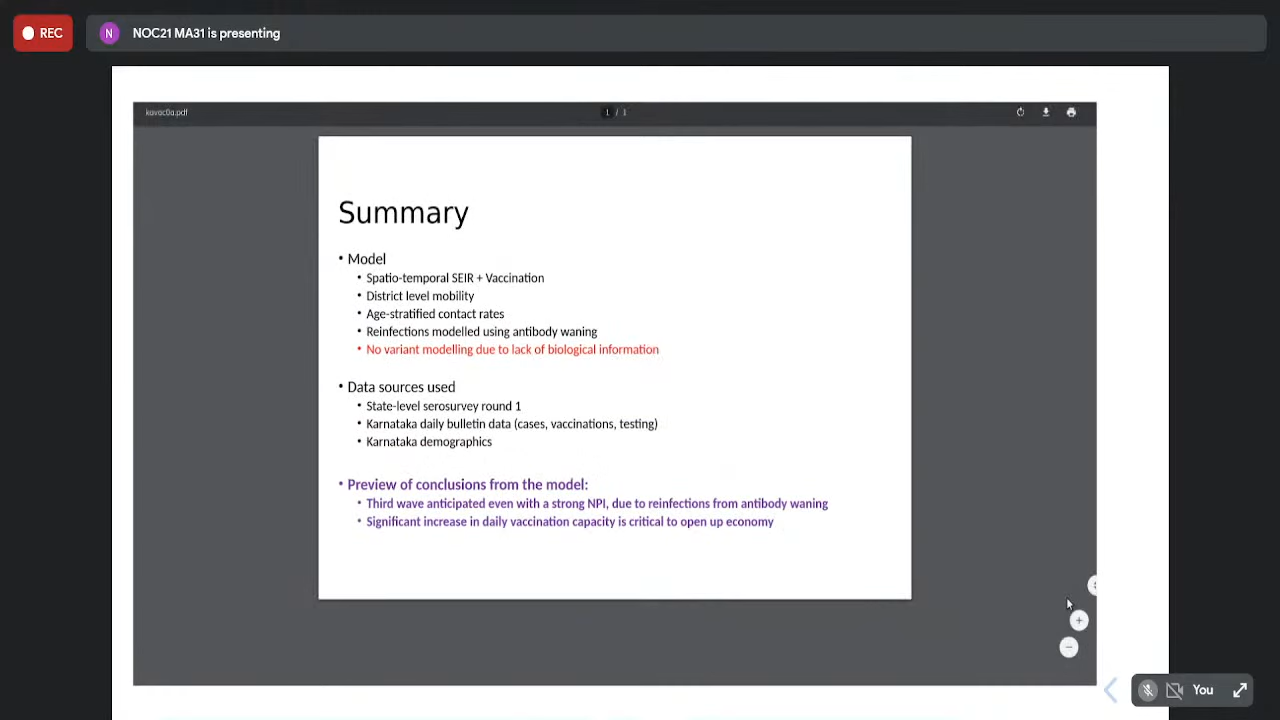 REC
N
NOC21 MA31 is presenting
1 / 1
Summary
• Model
• Spatio-temporal SEIR + Vaccination
• District level mobility
• Age-stratified contact rates
• Reinfections modelled using antibody waning
• No variant modelling due to lack of biological information
• Data sources used
• State-level serosurvey round 1
• Karnataka daily bulletin data (cases, vaccinations, testing)
• Karnataka demographics
• Preview of conclusions from the model:
• Third wave anticipated even with a strong NPI, due to reinfections from antibody waning
• Significant increase in daily vaccination capacity is critical to open up economy
You